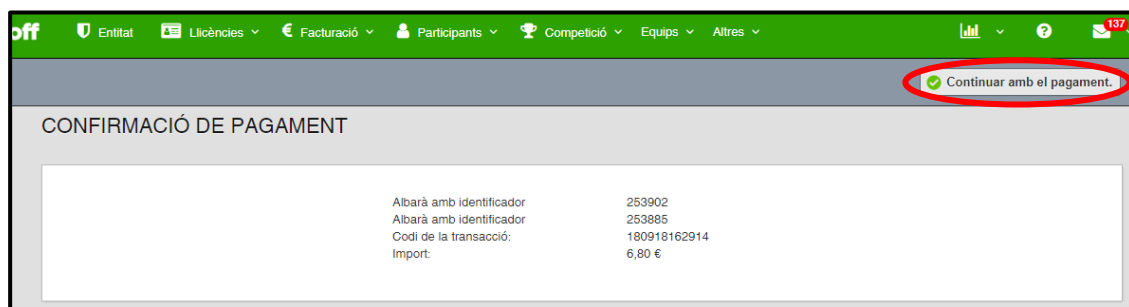 off Entitat Llicències € Facturació Participants Competició Equips Altres 137
Continuar amb el pagament.
CONFIRMACIÓ DE PAGAMENT
Albarà amb identificador 253902
Albarà amb identificador 253885
Codi de la transacció: 180918162914
Import: 6,80 €